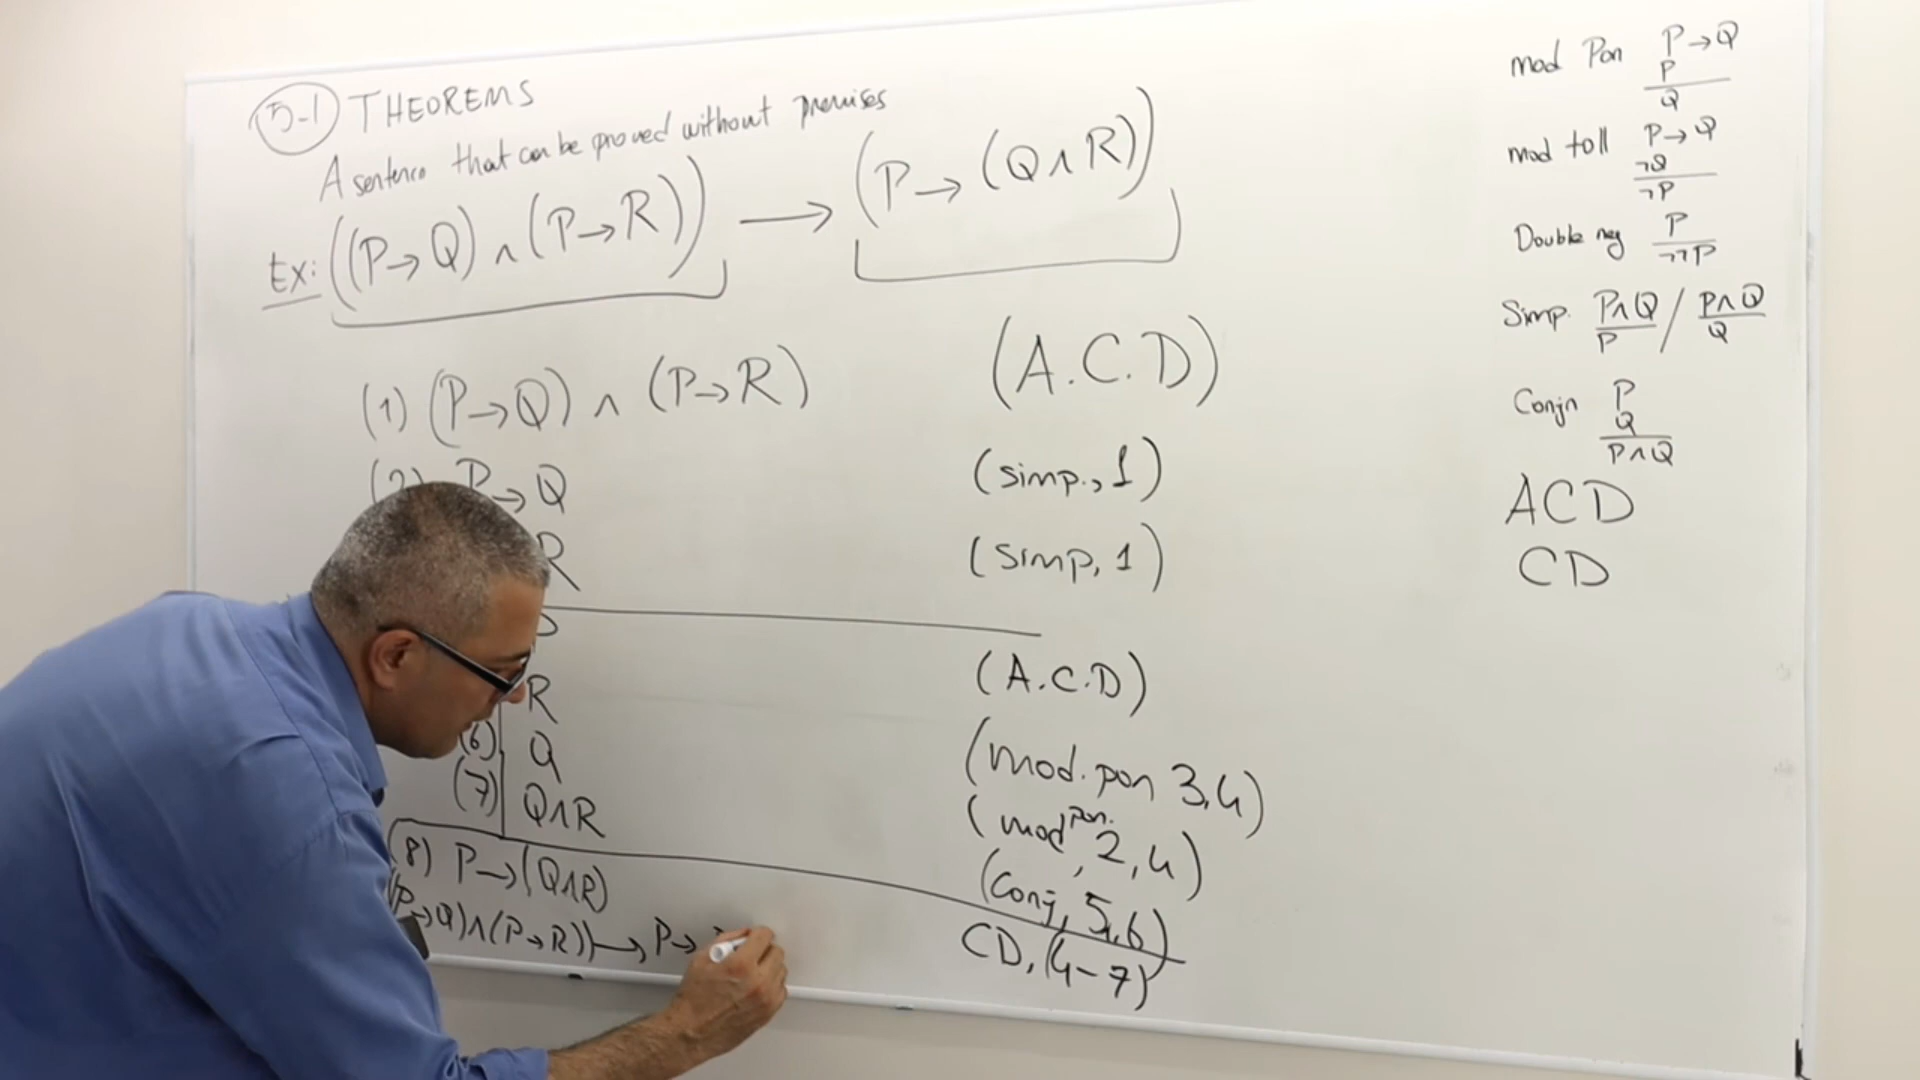 5-1 THEOREMS
A sentence that can be proved without premises
Ex: ((P→Q) ∧ (P→R)) → (P→ (Q∧R))
(1) (P→Q) ∧ (P→R) (A.C.D)
(2) P→Q (simp., 1)
R (simp, 1)
(A.C.D)
R (mod. pon 3,4)
(6) Q (mod pon., 2,4)
(7) Q∧R (Conj, 5,6)
(8) P→(Q∧R) CD, (4-7)
(P→Q)∧(P→R))→ P→
mod Pon P→Q
P
Q
mod toll P→Q
¬Q
¬P
Double neg P
¬¬P
Simp. P∧Q / P∧Q
P Q
Conjn P
Q
P∧Q
ACD
CD